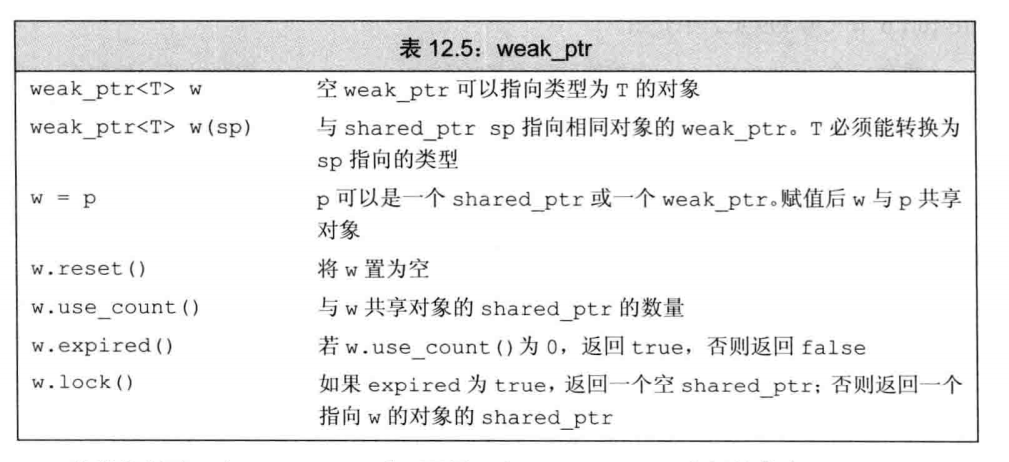 表 12.5：weak_ptr
weak_ptr<T> w 空 weak_ptr 可以指向类型为 T 的对象
weak_ptr<T> w(sp) 与 shared_ptr sp 指向相同对象的 weak_ptr。T 必须能转换为
sp 指向的类型
w = p p 可以是一个 shared_ptr 或一个 weak_ptr。赋值后 w 与 p 共享
对象
w.reset() 将 w 置为空
w.use_count() 与 w 共享对象的 shared_ptr 的数量
w.expired() 若 w.use_count()为 0，返回 true，否则返回 false
w.lock() 如果 expired 为 true，返回一个空 shared_ptr；否则返回一个
指向 w 的对象的 shared_ptr